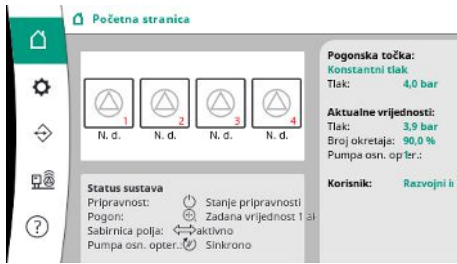 Početna stranica
1 2 3 4
N. d. N. d. N. d. N. d.
Status sustava
Pripravnost: Stanje pripravnosti
Pogon: Zadana vrijednost 1
Sabirnica polja: aktivno
Pumpa osn. opter.: Sinkrono
Pogonska točka:
Konstantni tlak
Tlak: 4,0 bar
Aktualne vrijednosti:
Tlak: 3,9 bar
Broj okretaja: 90,0 %
Pumpa osn. opter.:
Korisnik: Razvojni